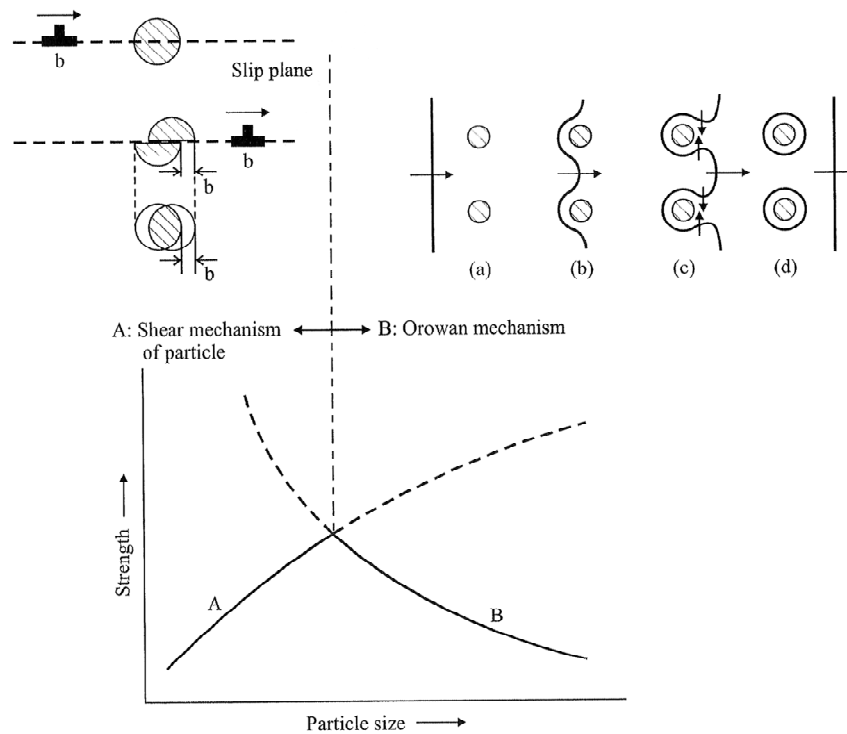 b
Slip plane
b
b
b
(a) (b) (c) (d)
A: Shear mechanism
of particle
B: Orowan mechanism
Strength
A
B
Particle size